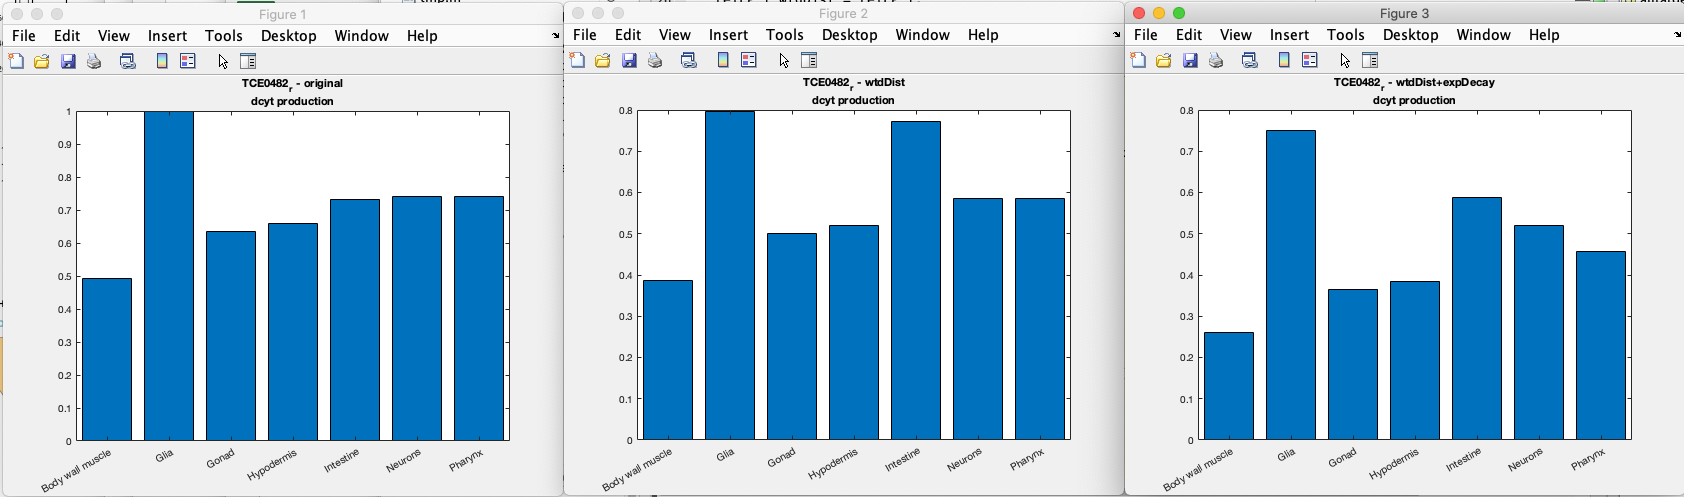 Figure 1
File Edit View Insert Tools Desktop Window Help
TCE0482r - original
dcyt production
1
0.9
0.8
0.7
0.6
0.5
0.4
0.3
0.2
0.1
0
Body wall muscle
Glia
Gonad
Hypodermis
Intestine
Neurons
Pharynx
Figure 2
File Edit View Insert Tools Desktop Window Help
TCE0482r - wtdDist
dcyt production
0.8
0.7
0.6
0.5
0.4
0.3
0.2
0.1
0
Body wall muscle
Glia
Gonad
Hypodermis
Intestine
Neurons
Pharynx
Figure 3
File Edit View Insert Tools Desktop Window Help
TCE0482r - wtdDist+expDecay
dcyt production
0.8
0.7
0.6
0.5
0.4
0.3
0.2
0.1
0
Body wall muscle
Glia
Gonad
Hypodermis
Intestine
Neurons
Pharynx